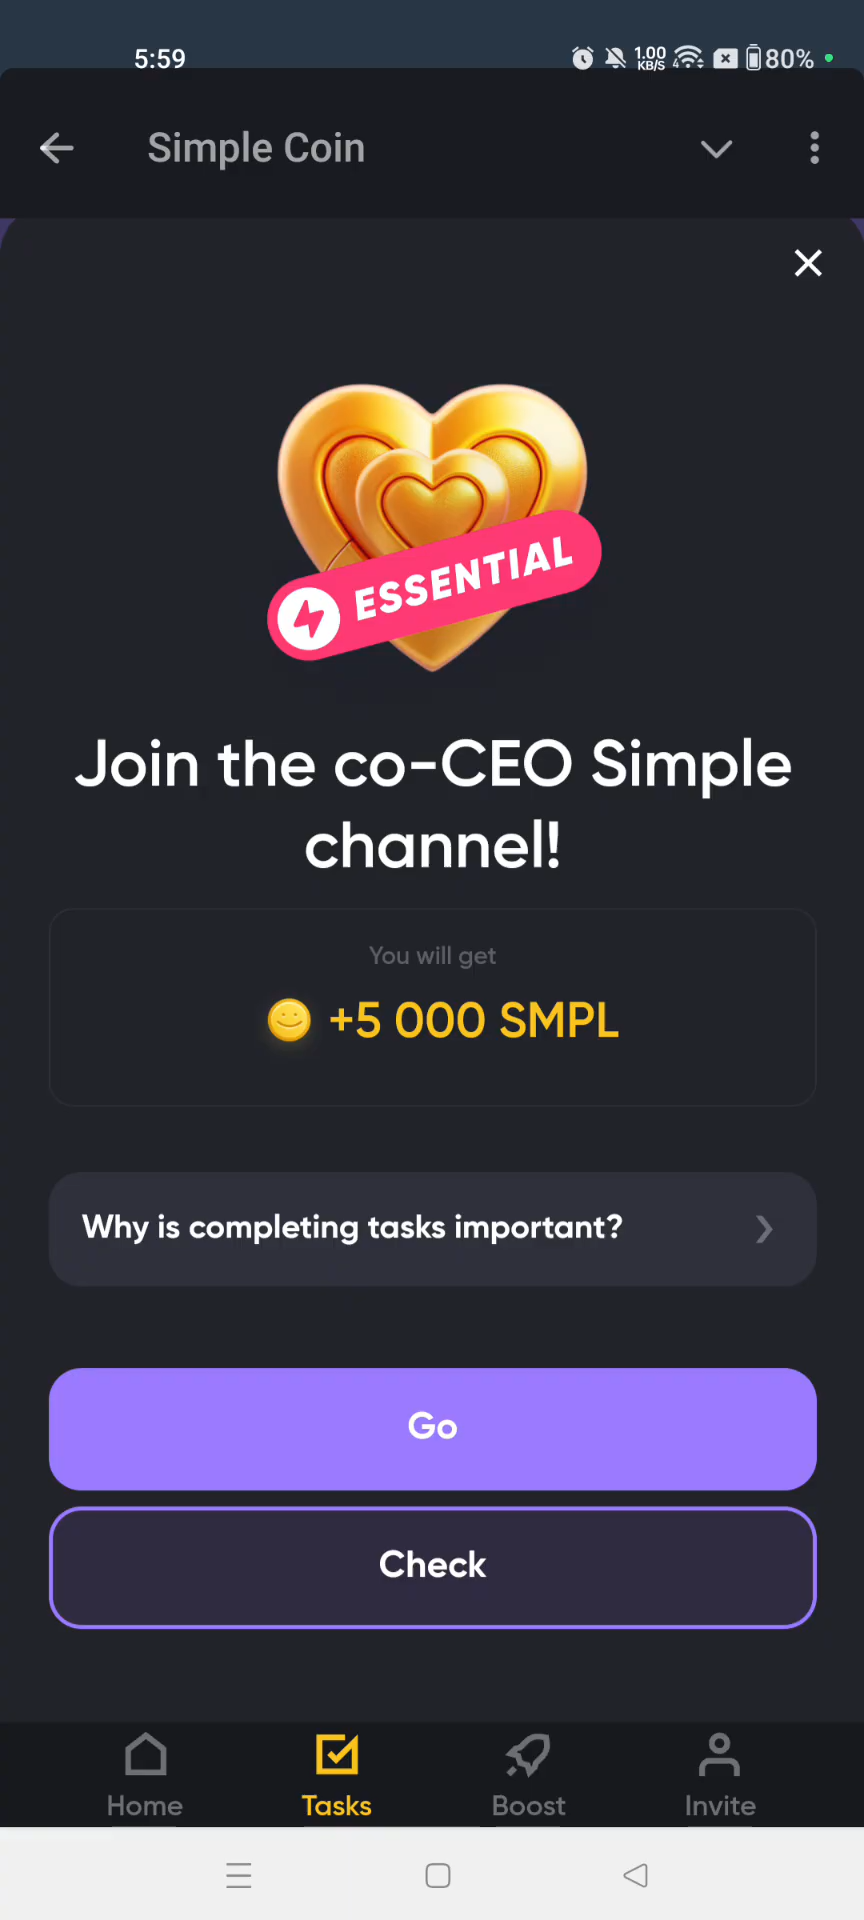 5:59
1.00
KB/S
4
80%
Simple Coin
ESSENTIAL
Join the co-CEO Simple
channel!
You will get
+5 000 SMPL
Why is completing tasks important?
Go
Check
Home
Tasks
Boost
Invite